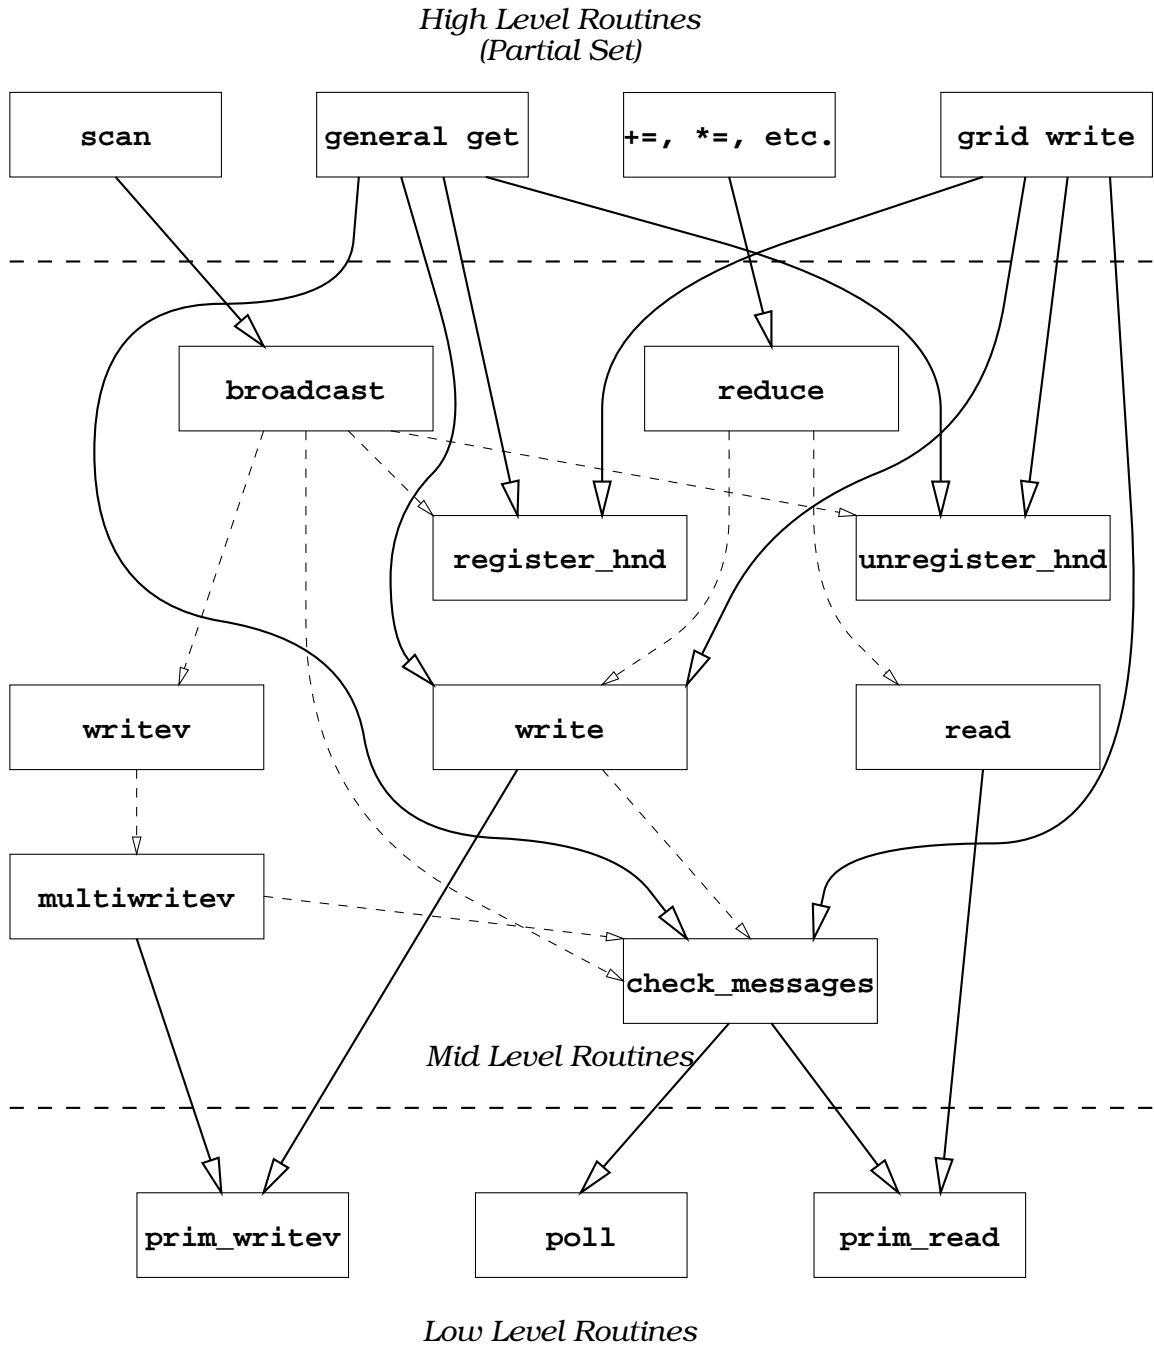 High Level Routines
(Partial Set)
scan
general get
+=, *=, etc.
grid write
broadcast
reduce
register_hnd
unregister_hnd
writev
write
read
multiwritev
check_messages
Mid Level Routines
prim_writev
poll
prim_read
Low Level Routines